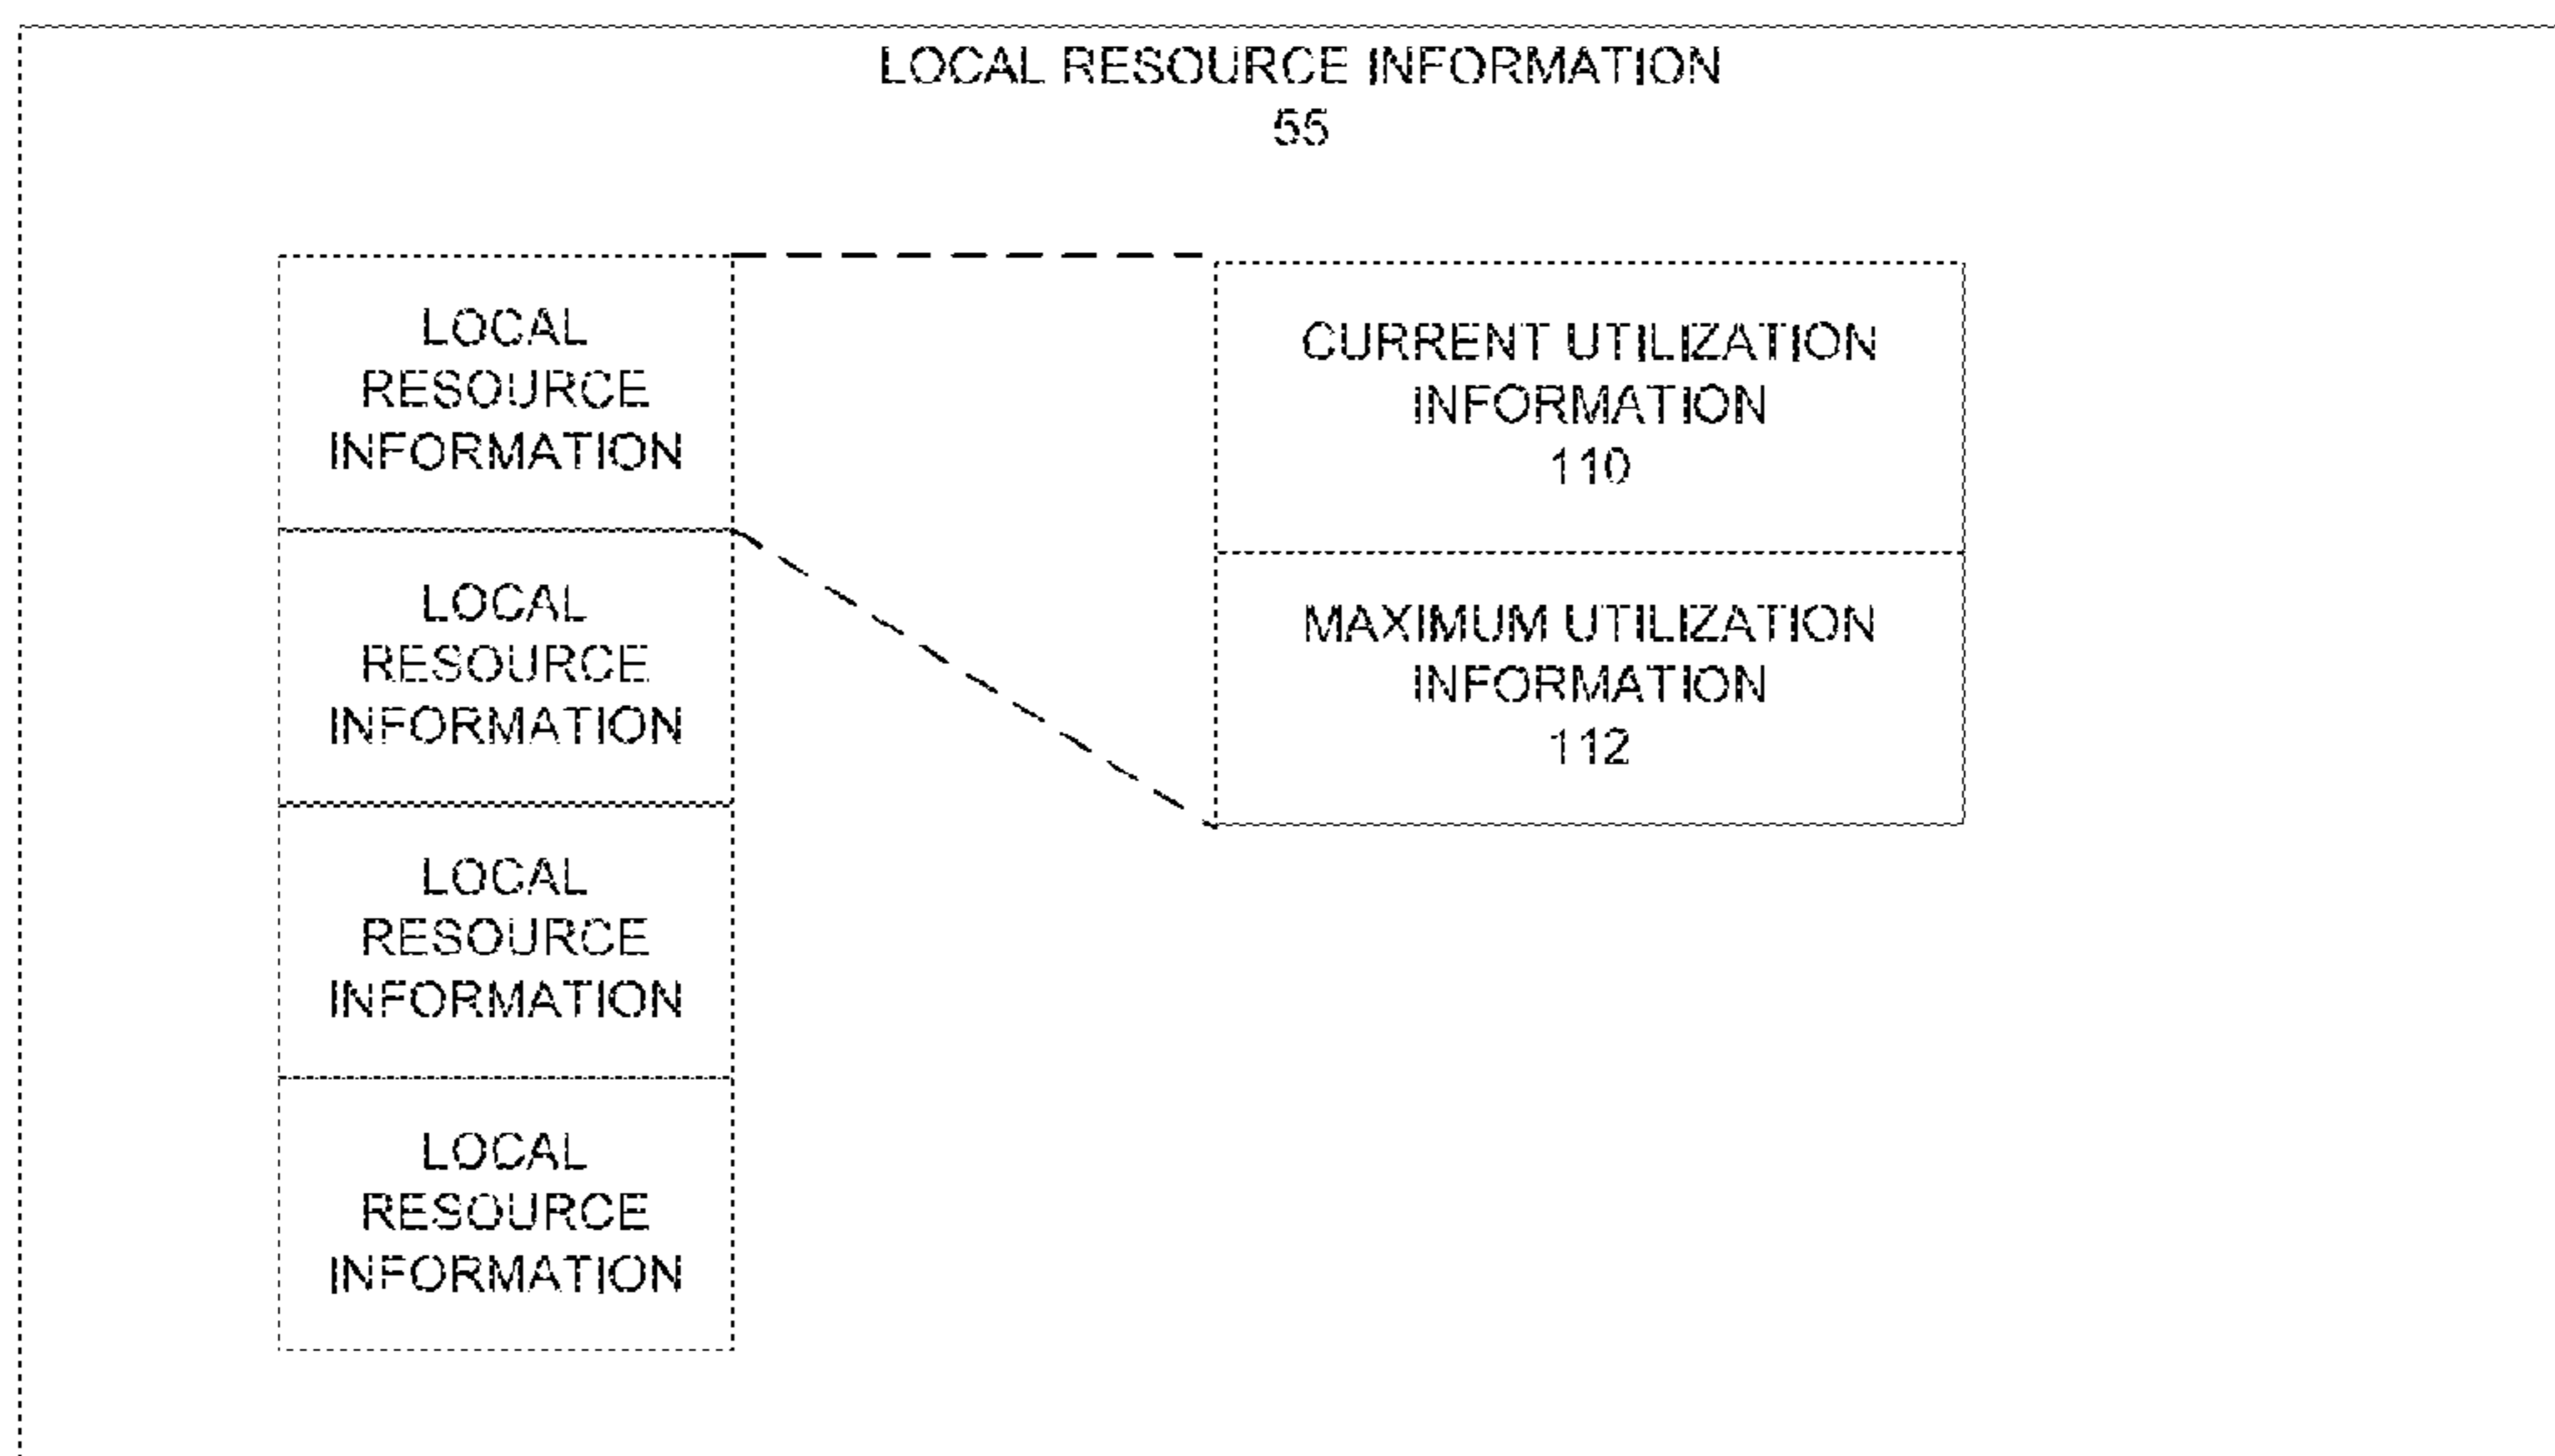 LOCAL RESOURCE INFORMATION
55
LOCAL
RESOURCE
INFORMATION
LOCAL
RESOURCE
INFORMATION
LOCAL
RESOURCE
INFORMATION
LOCAL
RESOURCE
INFORMATION
CURRENT UTILIZATION
INFORMATION
110
MAXIMUM UTILIZATION
INFORMATION
112